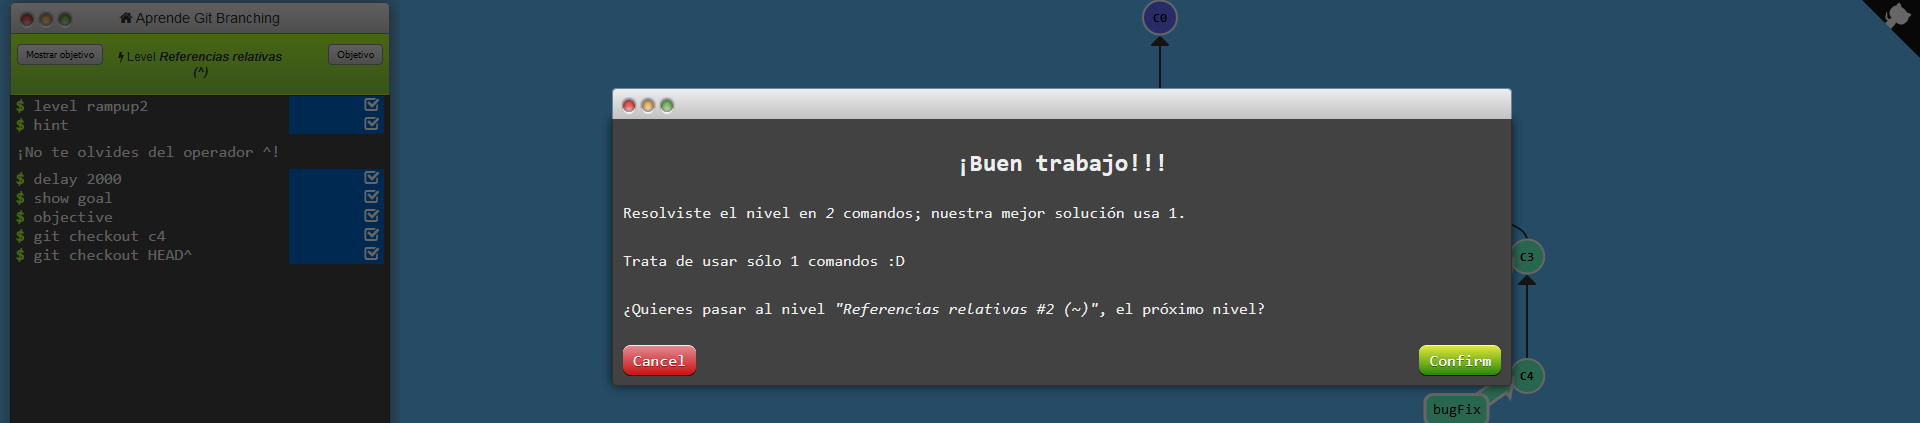 Aprende Git Branching
Mostrar objetivo
Level Referencias relativas
(^)
Objetivo
$ level rampup2
$ hint
¡No te olvides del operador ^!
$ delay 2000
$ show goal
$ objective
$ git checkout c4
$ git checkout HEAD^
C0
¡Buen trabajo!!!
Resolviste el nivel en 2 comandos; nuestra mejor solución usa 1.
Trata de usar sólo 1 comandos :D
¿Quieres pasar al nivel "Referencias relativas #2 (~)", el próximo nivel?
Cancel
Confirm
C3
C4
bugFix